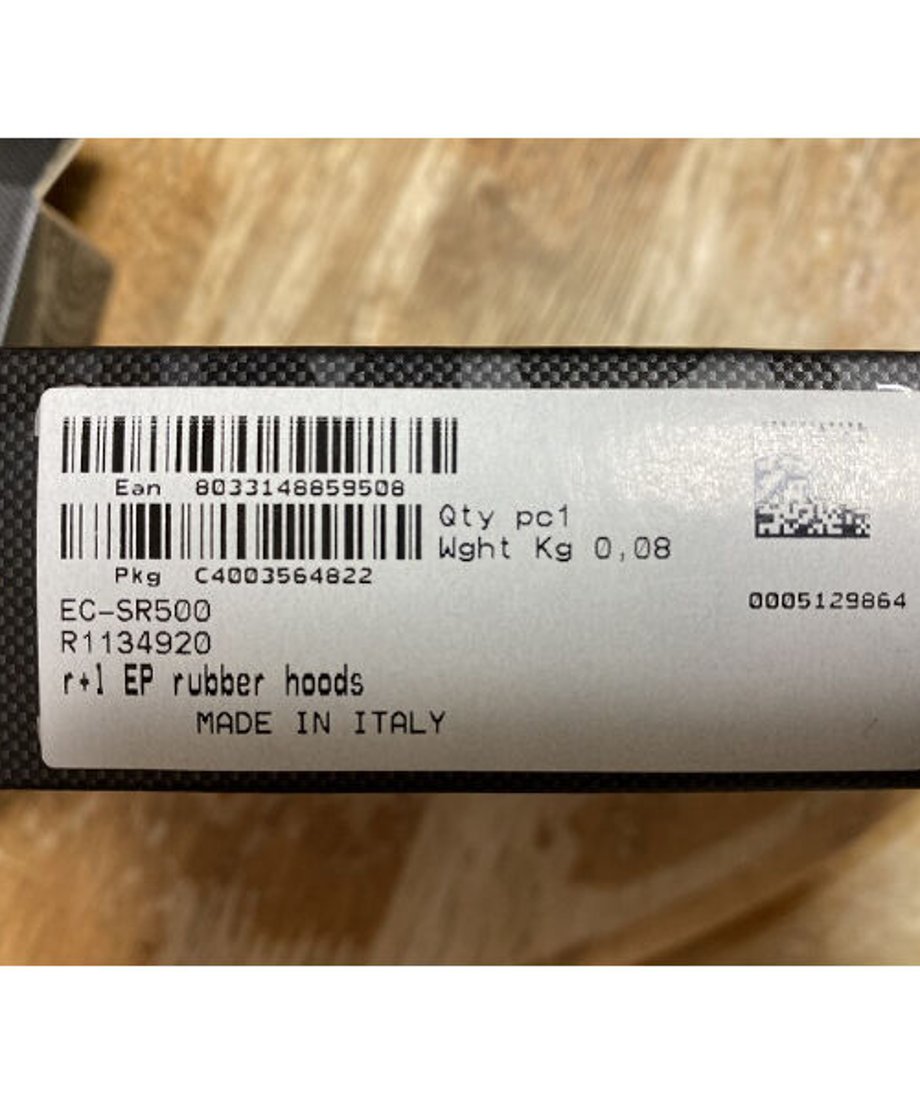 Ean 8033148859508
Pkg C4003564822
Qty pc1
Wght Kg 0,08
0005129864
EC-SR500
R1134920
r+l EP rubber hoods
MADE IN ITALY